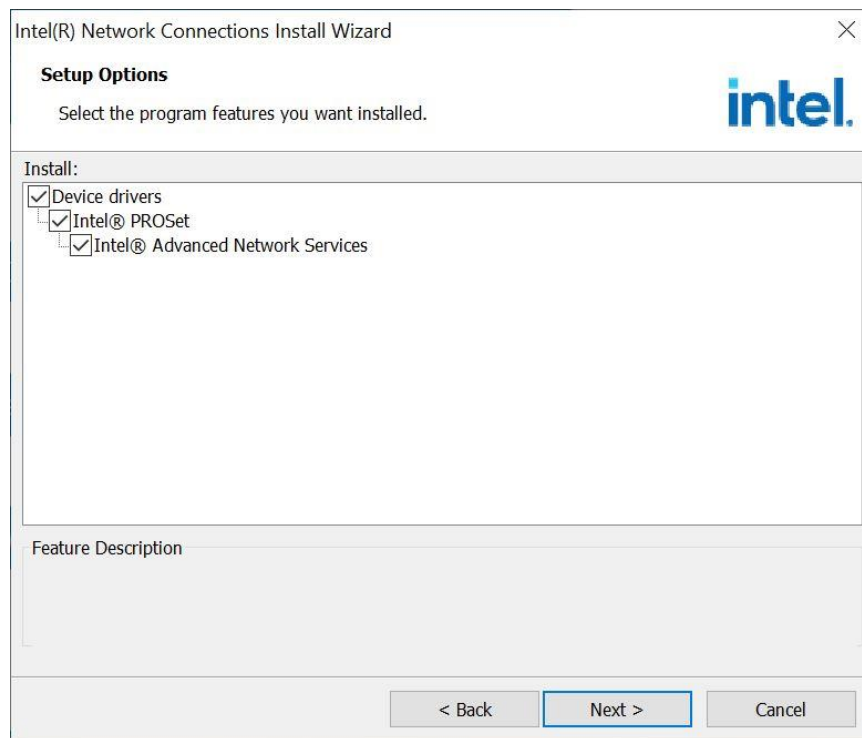 Intel(R) Network Connections Install Wizard
Setup Options
Select the program features you want installed.
intel.
Install:
Device drivers
Intel® PROSet
Intel® Advanced Network Services
Feature Description
< Back
Next >
Cancel